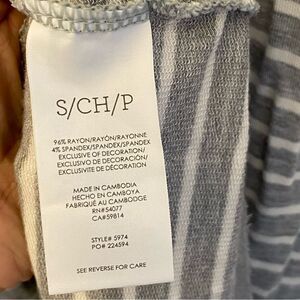 S/CH/P
96% RAYON/RAYÓN/RAYONNE
4% SPANDEX/SPANDEX/SPANDEX
EXCLUSIVE OF DECORATION/
EXCLUSIVO DE DECORACIÓN/
EXCLUSIVITE DE DÉCORATION
MADE IN CAMBODIA
HECHO EN CAMBOYA
FABRIQUÉ AU CAMBODGE
RN#54077
CA#59814
STYLE# 5974
PO# 224594
SEE REVERSE FOR CARE